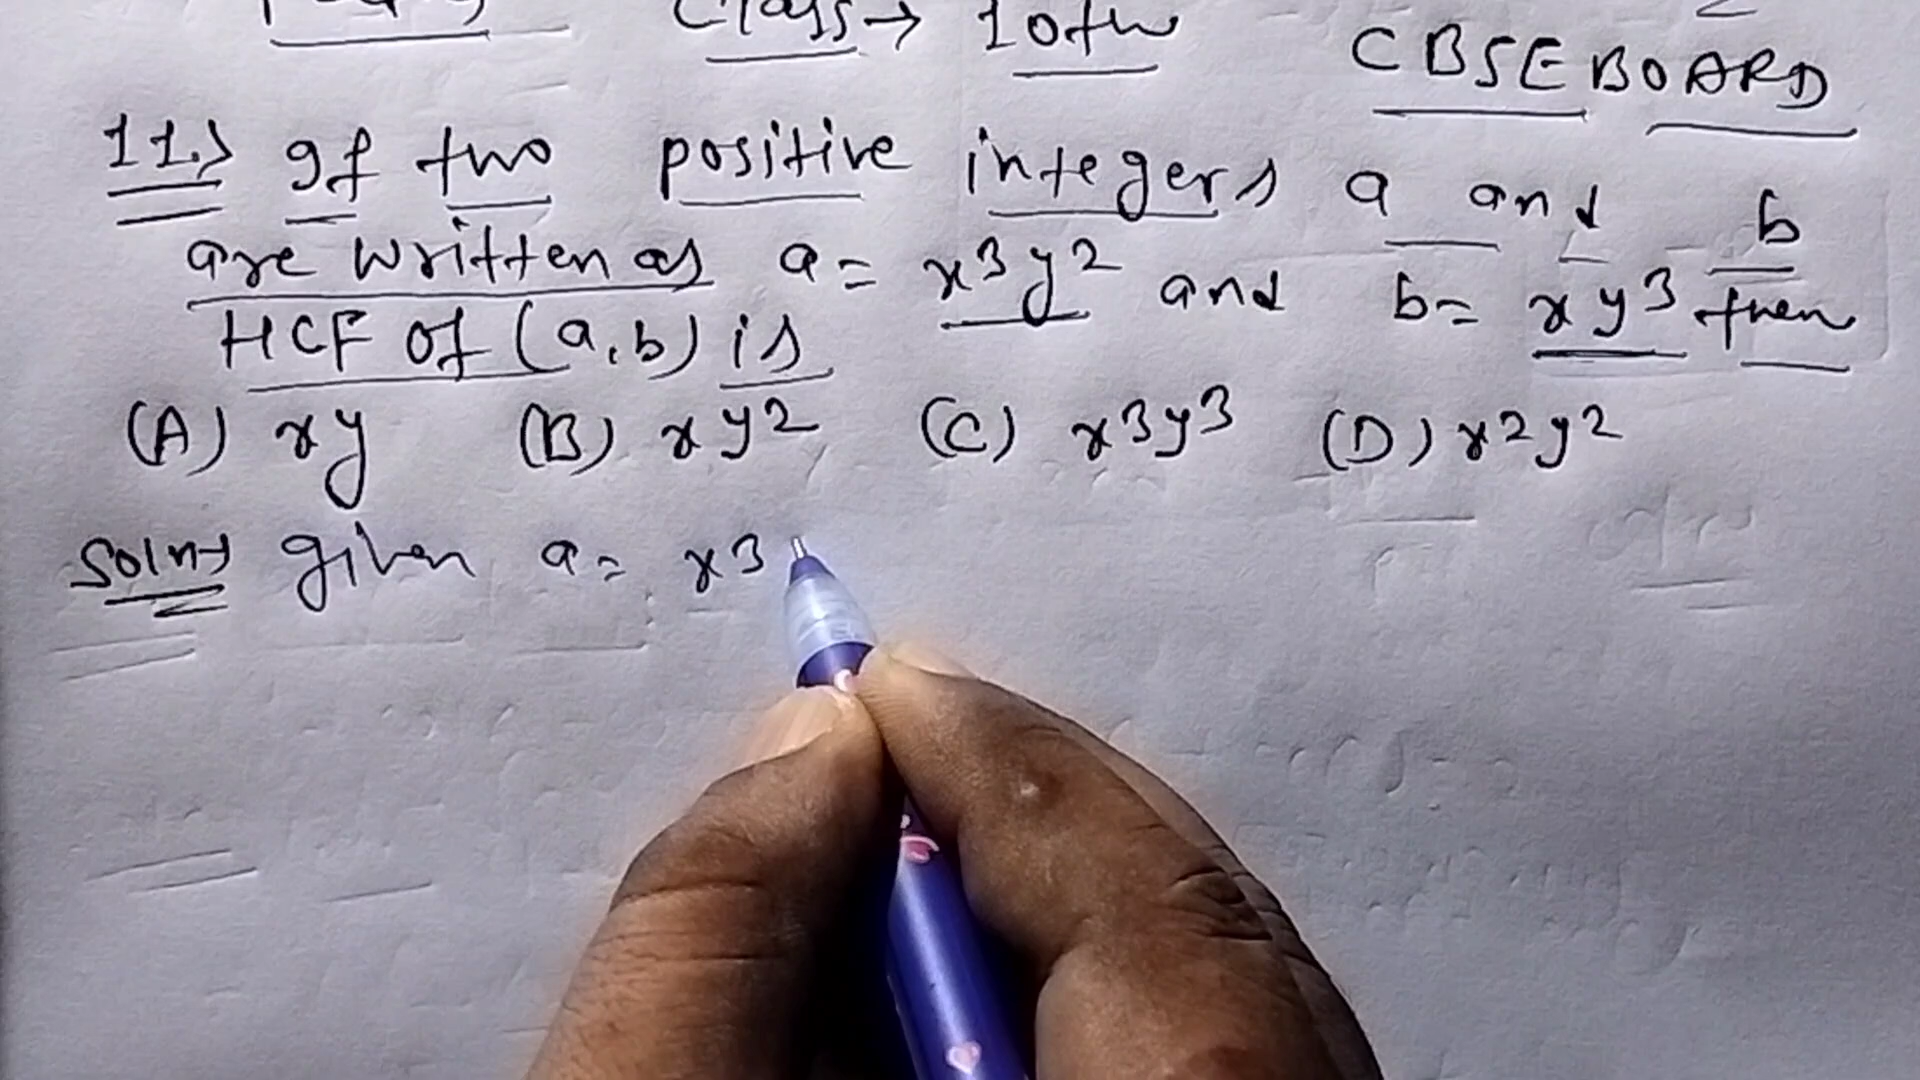 Class → 10th CBSE BOARD
11.) If two positive integers a and b
are written as a = x3y2 and b = xy3 then
HCF of (a,b) is
(A) xy (B) xy2 (C) x3y3 (D) x2y2
Soln→ given a = x3